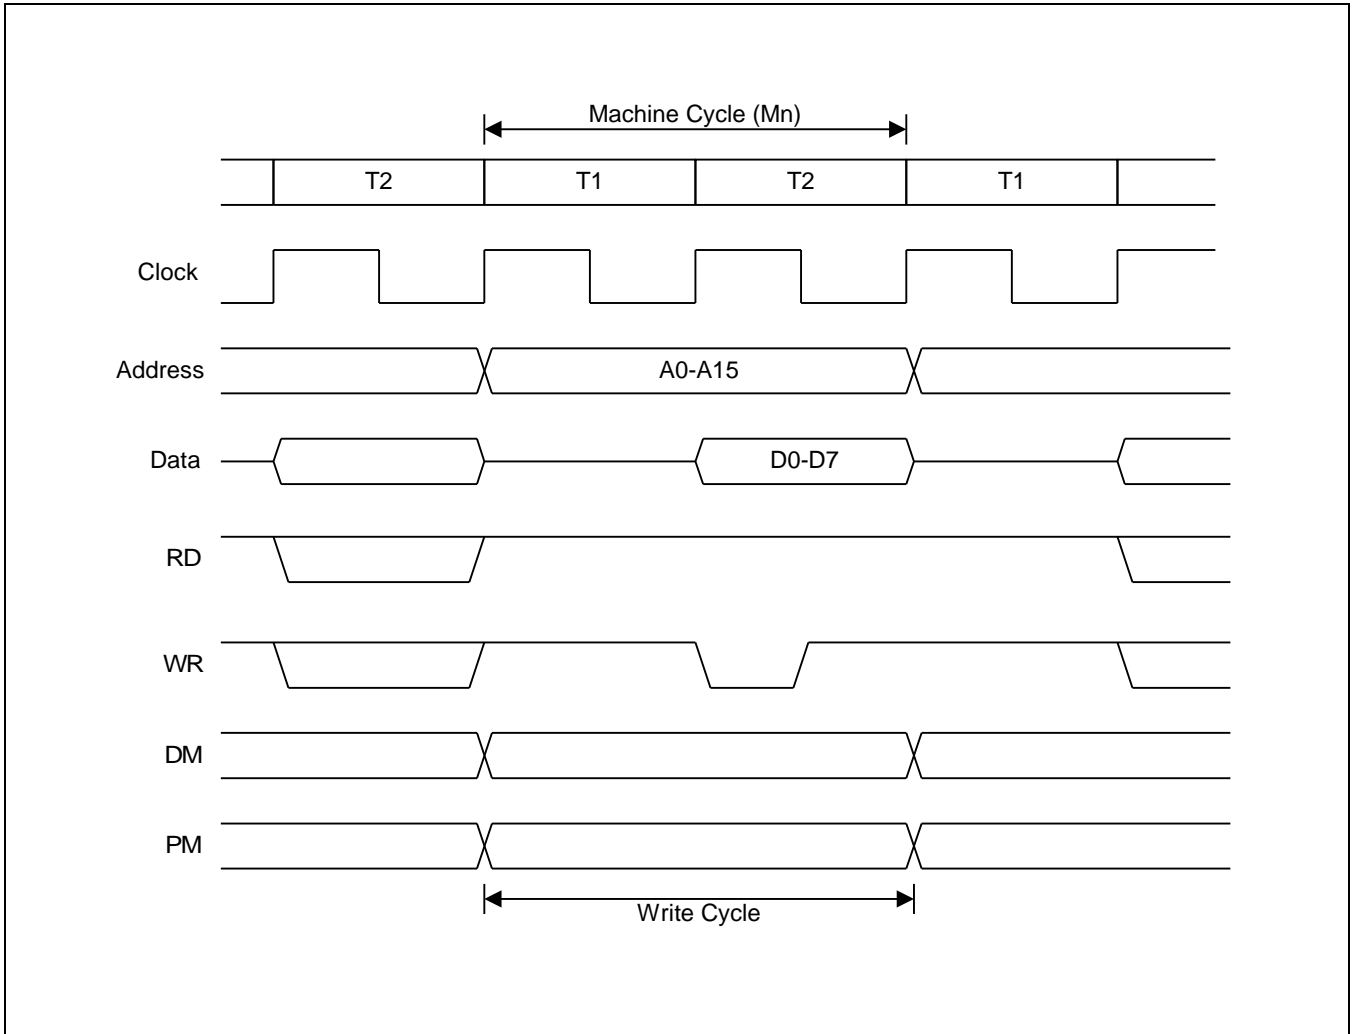 Machine Cycle (Mn)
T2 T1 T2 T1
Clock
Address A0-A15
Data D0-D7
RD
WR
DM
PM
Write Cycle